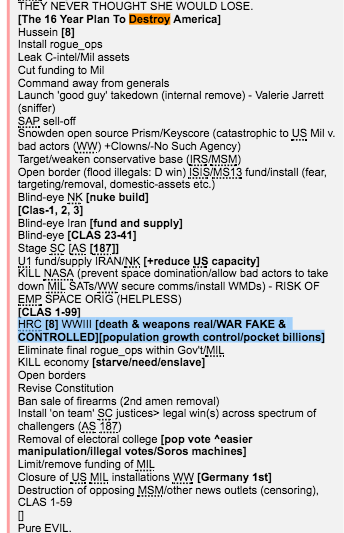 THEY NEVER THOUGHT SHE WOULD LOSE.
[The 16 Year Plan To Destroy America]
Hussein [8]
Install rogue_ops
Leak C-intel/Mil assets
Cut funding to Mil
Command away from generals
Launch 'good guy' takedown (internal remove) - Valerie Jarrett
(sniffer)
SAP sell-off
Snowden open source Prism/Keyscore (catastrophic to US Mil v.
bad actors (WW) +Clowns/-No Such Agency)
Target/weaken conservative base (IRS/MSM)
Open border (flood illegals: D win) ISIS/MS13 fund/install (fear,
targeting/removal, domestic-assets etc.)
Blind-eye NK [nuke build]
[Clas-1, 2, 3]
Blind-eye Iran [fund and supply]
Blind-eye [CLAS 23-41]
Stage SC [AS [187]]
U1 fund/supply IRAN/NK [+reduce US capacity]
KILL NASA (prevent space domination/allow bad actors to take
down MIL SATs/WW secure comms/install WMDs) - RISK OF
EMP SPACE ORIG (HELPLESS)
[CLAS 1-99]
HRC [8] WWIII [death & weapons real/WAR FAKE &
CONTROLLED][population growth control/pocket billions]
Eliminate final rogue_ops within Gov't/MIL
KILL economy [starve/need/enslave]
Open borders
Revise Constitution
Ban sale of firearms (2nd amen removal)
Install 'on team' SC justices> legal win(s) across spectrum of
challengers (AS 187)
Removal of electoral college [pop vote ^easier
manipulation/illegal votes/Soros machines]
Limit/remove funding of MIL
Closure of US MIL installations WW [Germany 1st]
Destruction of opposing MSM/other news outlets (censoring),
CLAS 1-59
[]
Pure EVIL.